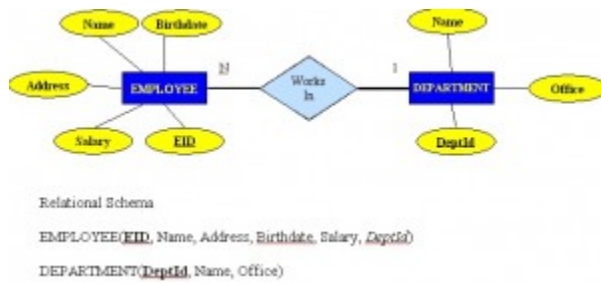 Name Birthdate Name
N 1
Address EMPLOYEE Works In DEPARTMENT Office
Salary EID DeptId
Relational Schema
EMPLOYEE(EID, Name, Address, Birthdate, Salary, DeptId)
DEPARTMENT(DeptId, Name, Office)